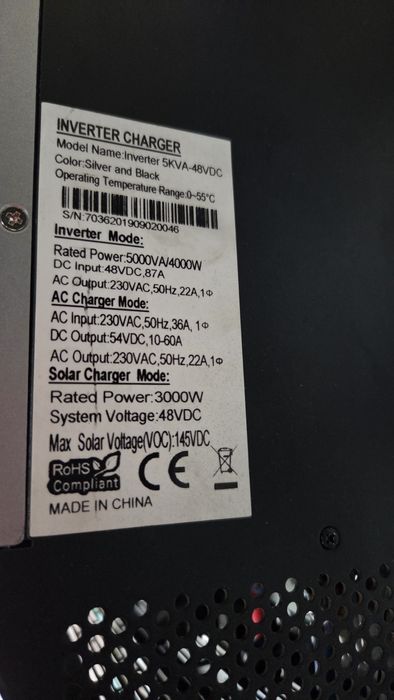 INVERTER CHARGER
Model Name:Inverter 5KVA-48VDC
Color:Silver and Black
Operating Temperature Range:0~55°C
S/N:7036201909020046
Inverter Mode:
Rated Power:5000VA/4000W
DC Input:48VDC,87A
AC Output:230VAC,50Hz,22A,1Φ
AC Charger Mode:
AC Input:230VAC,50Hz,36A, 1Φ
DC Output:54VDC,10-60A
AC Output:230VAC,50Hz,22A,1Φ
Solar Charger Mode:
Rated Power:3000W
System Voltage:48VDC
Max Solar Voltage(VOC):145VDC
RoHS
Compliant
CE
MADE IN CHINA